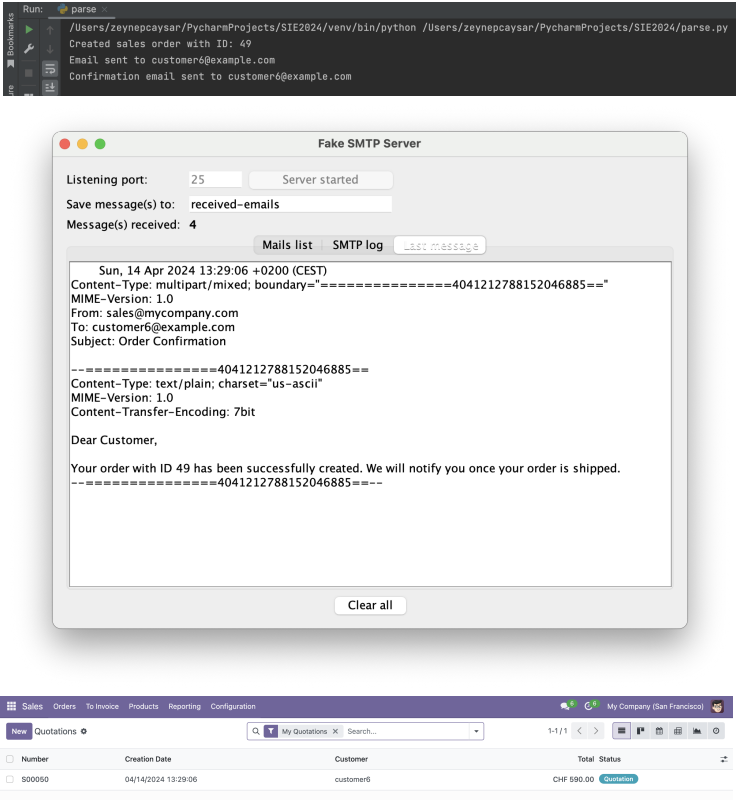 Run: parse ×
Bookmarks
/Users/zeynepcaysar/PycharmProjects/SIE2024/venv/bin/python /Users/zeynepcaysar/PycharmProjects/SIE2024/parse.py
Created sales order with ID: 49
Email sent to customer6@example.com
Confirmation email sent to customer6@example.com
Fake SMTP Server
Listening port: 25 Server started
Save message(s) to: received-emails
Message(s) received: 4
Mails list SMTP log Last message
Sun, 14 Apr 2024 13:29:06 +0200 (CEST)
Content-Type: multipart/mixed; boundary="===============4041212788152046885=="
MIME-Version: 1.0
From: sales@mycompany.com
To: customer6@example.com
Subject: Order Confirmation
--===============4041212788152046885==
Content-Type: text/plain; charset="us-ascii"
MIME-Version: 1.0
Content-Transfer-Encoding: 7bit
Dear Customer,
Your order with ID 49 has been successfully created. We will notify you once your order is shipped.
--===============4041212788152046885==--
Clear all
Sales Orders To Invoice Products Reporting Configuration My Company (San Francisco)
New Quotations My Quotations × Search... 1-1 / 1
Number Creation Date Customer Total Status
S00050 04/14/2024 13:29:06 customer6 CHF 590.00 Quotation